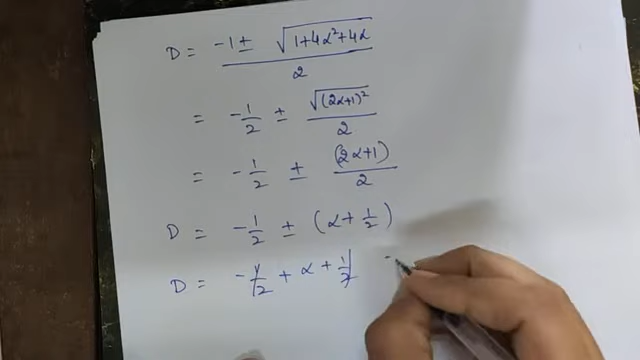 D = (-1 ± √(1+4α²+4α))/2
= -1/2 ± √((2α+1)²)/2
= -1/2 ± (2α+1)/2
D = -1/2 ± (α + 1/2)
D = -1/2 + α + 1/2 -